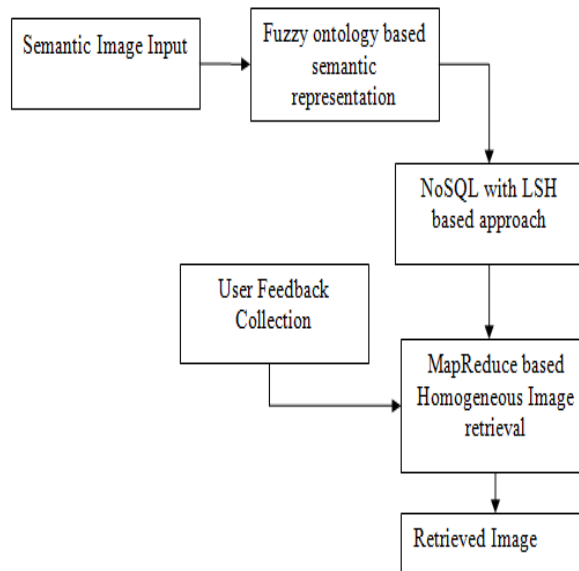 Semantic Image Input
Fuzzy ontology based
semantic
representation
NoSQL with LSH
based approach
User Feedback
Collection
MapReduce based
Homogeneous Image
retrieval
Retrieved Image